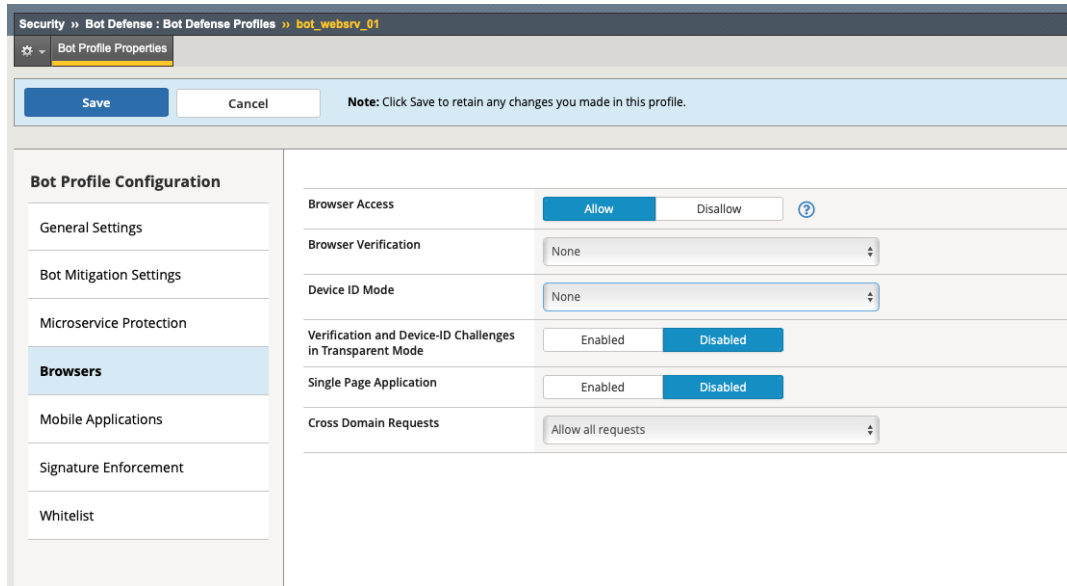 Security ›› Bot Defense : Bot Defense Profiles ›› bot_websrv_01
Bot Profile Properties
Save
Cancel
Note: Click Save to retain any changes you made in this profile.
Bot Profile Configuration
General Settings
Bot Mitigation Settings
Microservice Protection
Browsers
Mobile Applications
Signature Enforcement
Whitelist
Browser Access
Allow
Disallow
?
Browser Verification
None
Device ID Mode
None
Verification and Device-ID Challenges
in Transparent Mode
Enabled
Disabled
Single Page Application
Enabled
Disabled
Cross Domain Requests
Allow all requests